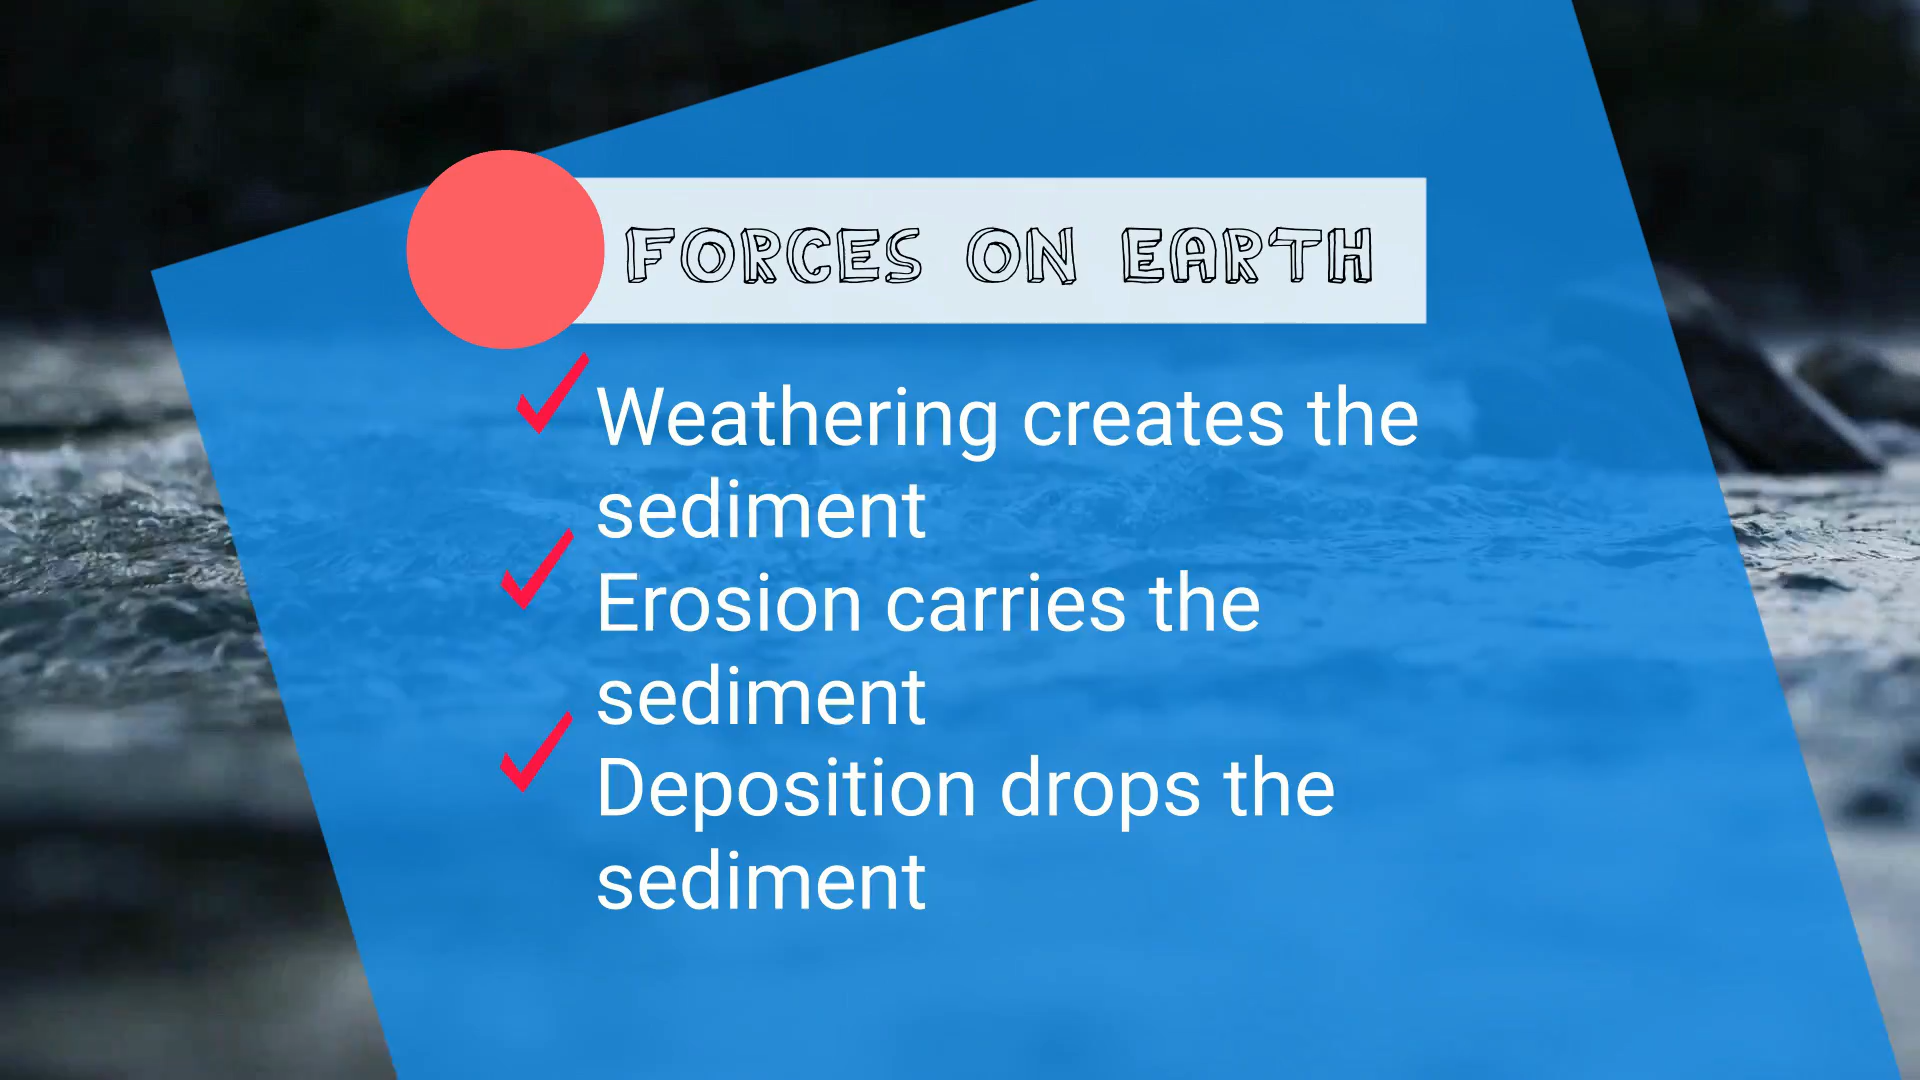 FORCES ON EARTH
Weathering creates the
sediment
Erosion carries the
sediment
Deposition drops the
sediment